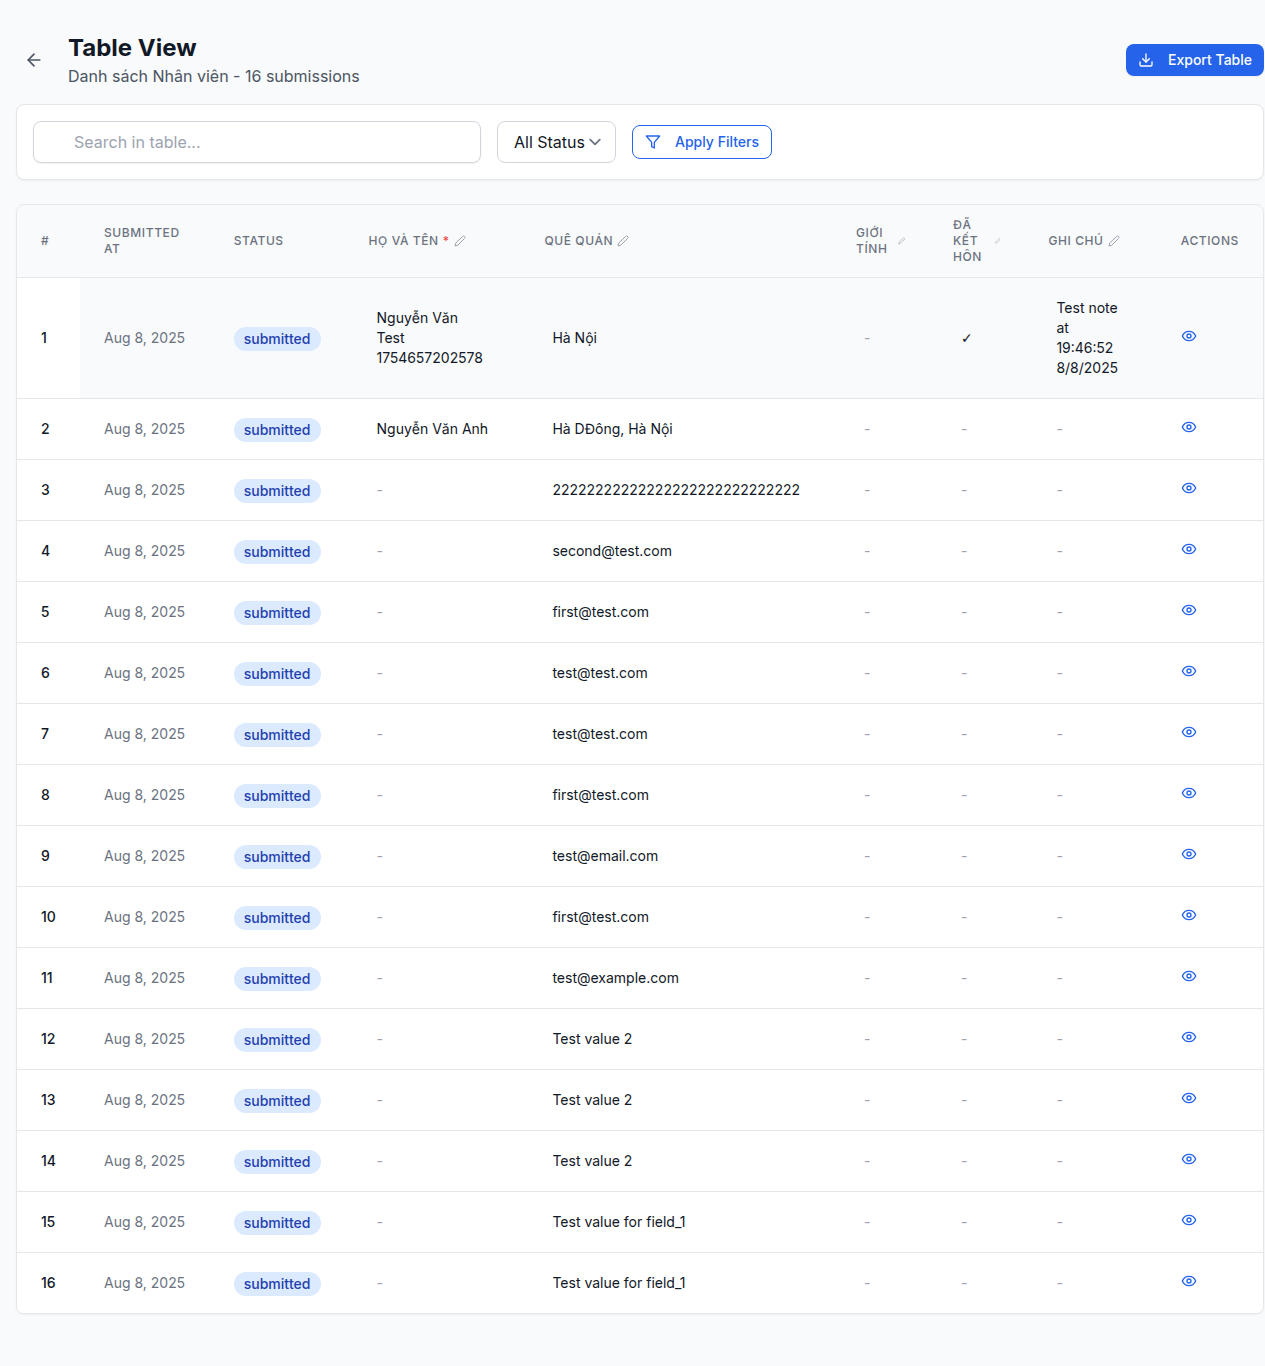 Table View
Danh sách Nhân viên - 16 submissions
Export Table
Search in table...
All Status
Apply Filters
# SUBMITTED AT STATUS HỌ VÀ TÊN * QUÊ QUÁN GIỚI TÍNH ĐÃ KẾT HÔN GHI CHÚ ACTIONS
1 Aug 8, 2025 submitted Nguyễn Văn Test 1754657202578 Hà Nội - ✓ Test note at 19:46:52 8/8/2025
2 Aug 8, 2025 submitted Nguyễn Văn Anh Hà DĐông, Hà Nội - - -
3 Aug 8, 2025 submitted - 22222222222222222222222222222 - - -
4 Aug 8, 2025 submitted - second@test.com - - -
5 Aug 8, 2025 submitted - first@test.com - - -
6 Aug 8, 2025 submitted - test@test.com - - -
7 Aug 8, 2025 submitted - test@test.com - - -
8 Aug 8, 2025 submitted - first@test.com - - -
9 Aug 8, 2025 submitted - test@email.com - - -
10 Aug 8, 2025 submitted - first@test.com - - -
11 Aug 8, 2025 submitted - test@example.com - - -
12 Aug 8, 2025 submitted - Test value 2 - - -
13 Aug 8, 2025 submitted - Test value 2 - - -
14 Aug 8, 2025 submitted - Test value 2 - - -
15 Aug 8, 2025 submitted - Test value for field_1 - - -
16 Aug 8, 2025 submitted - Test value for field_1 - - -